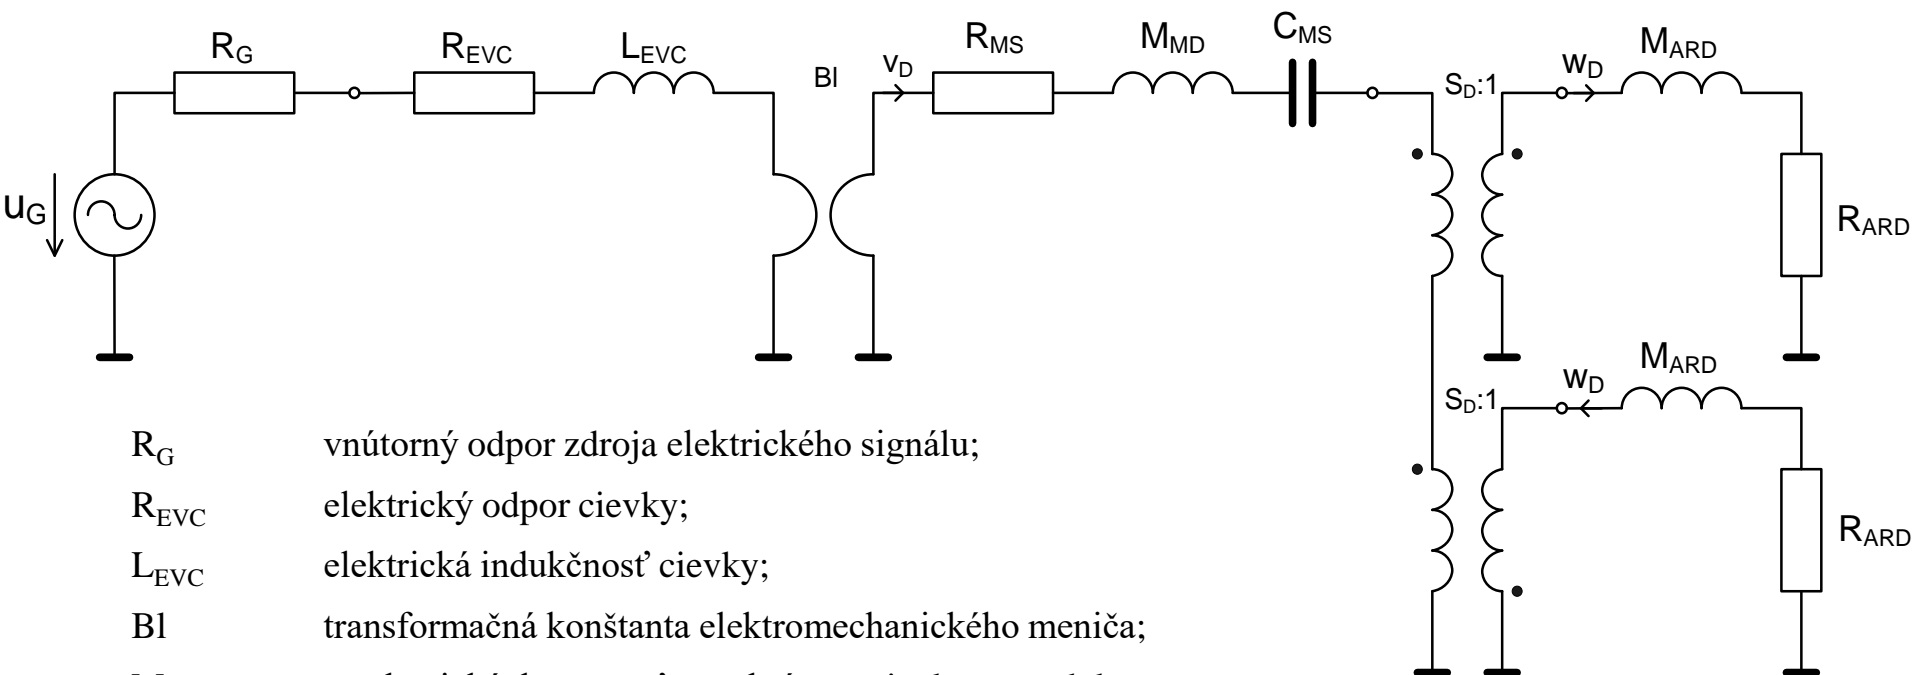 R_G R_EVC L_EVC Bl v_D R_MS M_MD C_MS S_D:1 w_D M_ARD
u_G R_ARD
S_D:1 w_D M_ARD
R_ARD
R_G vnútorný odpor zdroja elektrického signálu;
R_EVC elektrický odpor cievky;
L_EVC elektrická indukčnosť cievky;
Bl transformačná konštanta elektromechanického meniča;